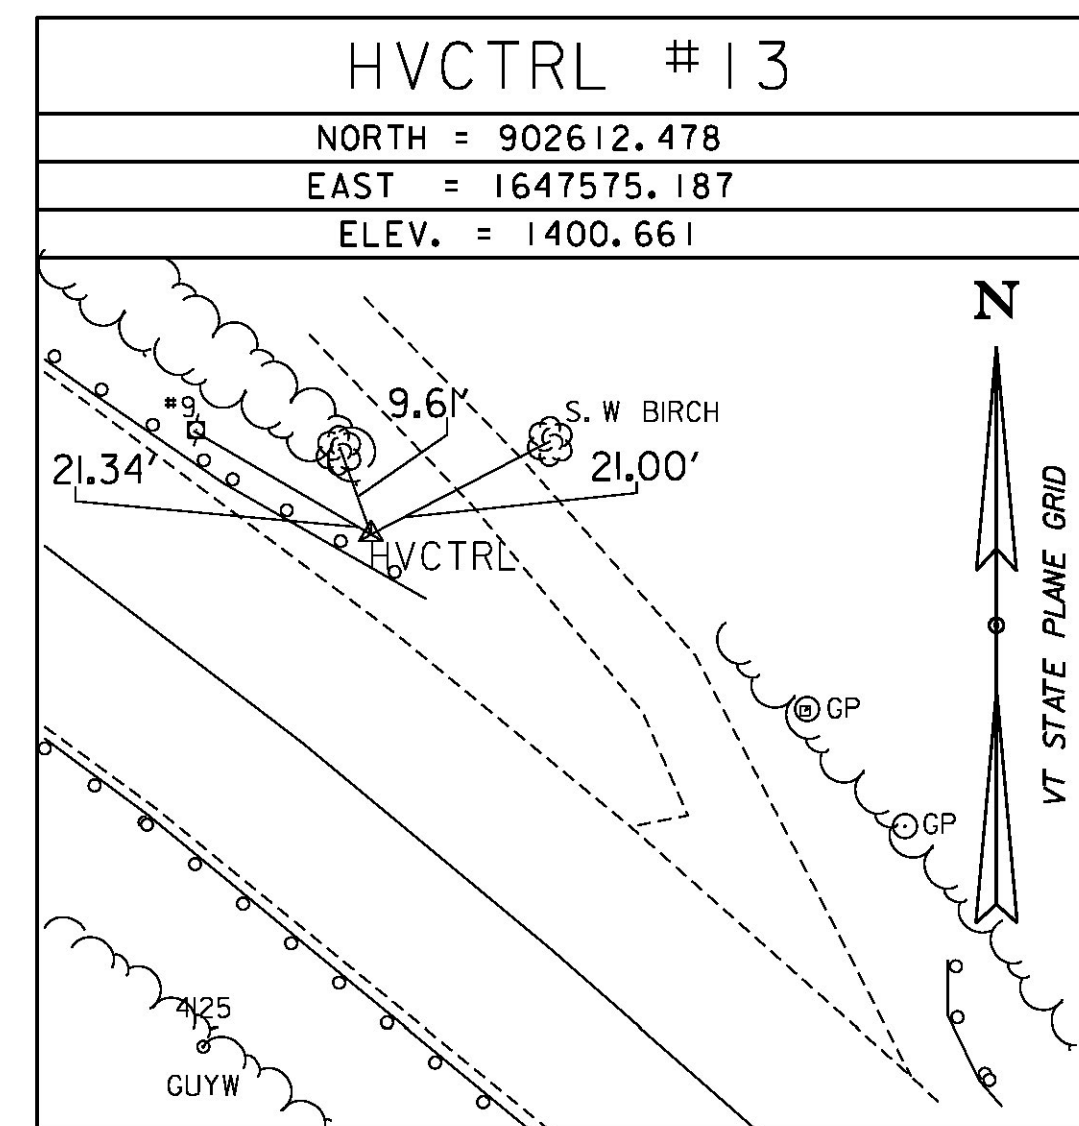 HVCTRL #13
NORTH = 902612.478
EAST = 1647575.187
ELEV. = 1400.661
N
#9
9.61'
S. W BIRCH
21.34'
21.00'
HVCTRL
VT STATE PLANE GRID
GP
GP
4125
GUYW